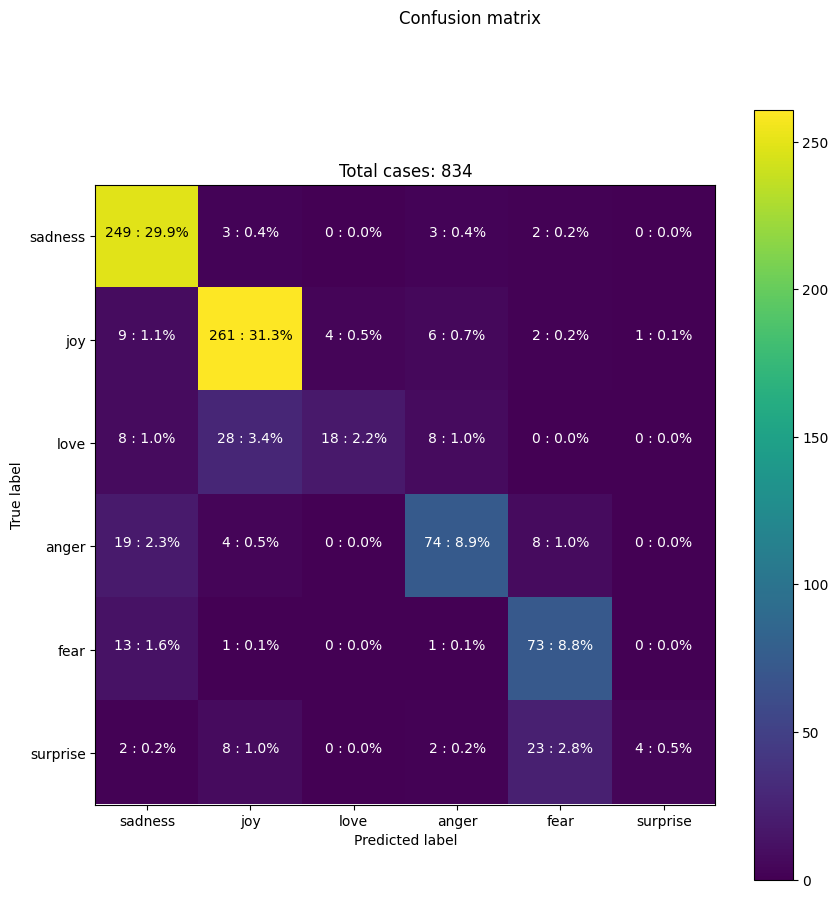 Confusion matrix
Total cases: 834
sadness 249 : 29.9% 3 : 0.4% 0 : 0.0% 3 : 0.4% 2 : 0.2% 0 : 0.0%
joy 9 : 1.1% 261 : 31.3% 4 : 0.5% 6 : 0.7% 2 : 0.2% 1 : 0.1%
love 8 : 1.0% 28 : 3.4% 18 : 2.2% 8 : 1.0% 0 : 0.0% 0 : 0.0%
anger 19 : 2.3% 4 : 0.5% 0 : 0.0% 74 : 8.9% 8 : 1.0% 0 : 0.0%
fear 13 : 1.6% 1 : 0.1% 0 : 0.0% 1 : 0.1% 73 : 8.8% 0 : 0.0%
surprise 2 : 0.2% 8 : 1.0% 0 : 0.0% 2 : 0.2% 23 : 2.8% 4 : 0.5%
sadness joy love anger fear surprise
Predicted label
True label
250
200
150
100
50
0